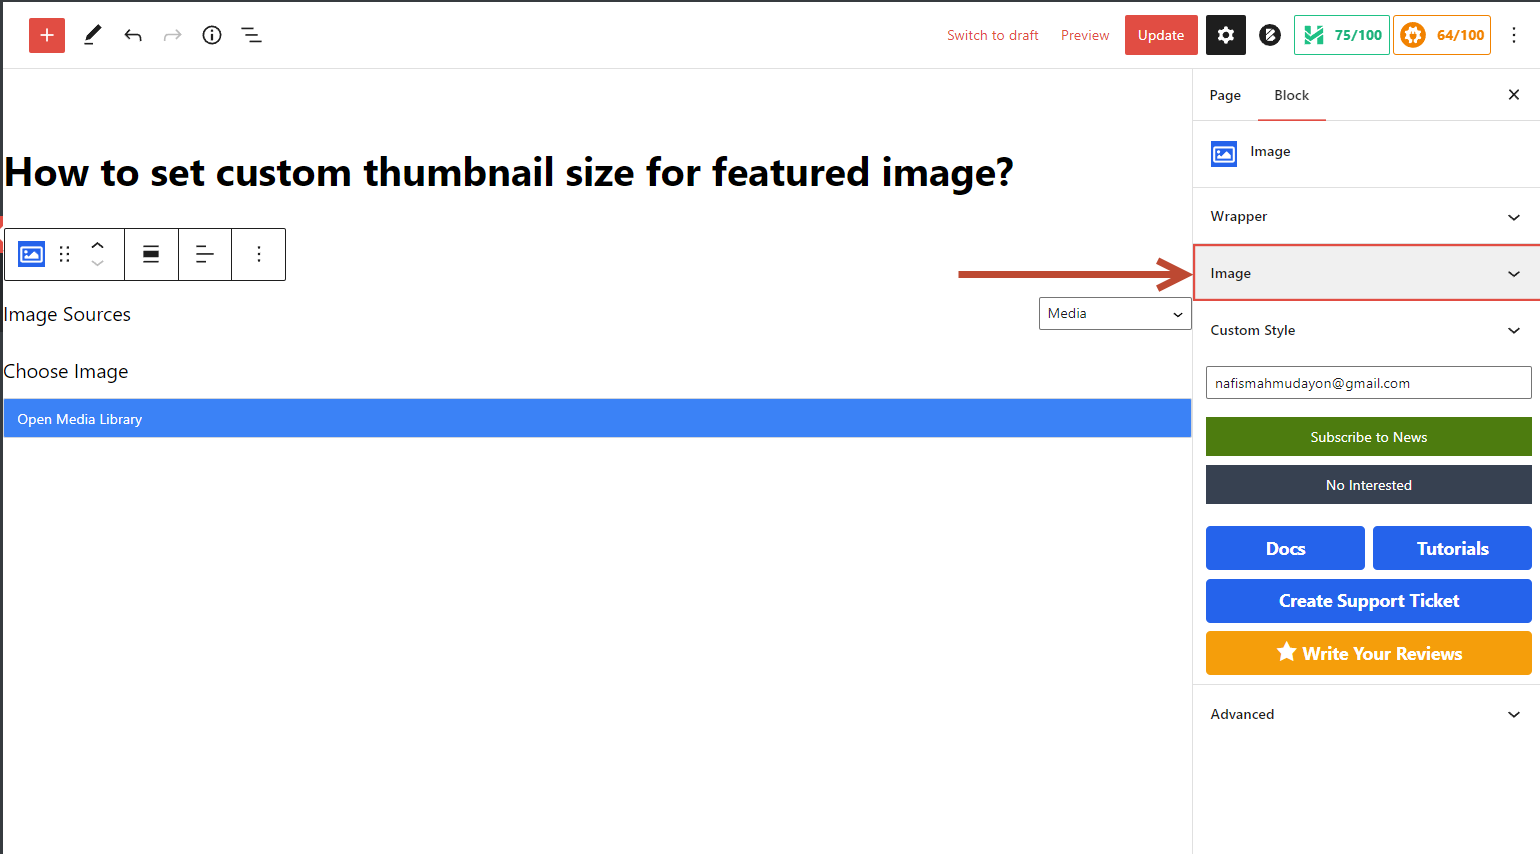 Switch to draft
Preview
Update
75/100
64/100
Page
Block
Image
How to set custom thumbnail size for featured image?
Wrapper
Image
Image Sources
Media
Custom Style
Choose Image
nafismahmudayon@gmail.com
Open Media Library
Subscribe to News
No Interested
Docs
Tutorials
Create Support Ticket
Write Your Reviews
Advanced